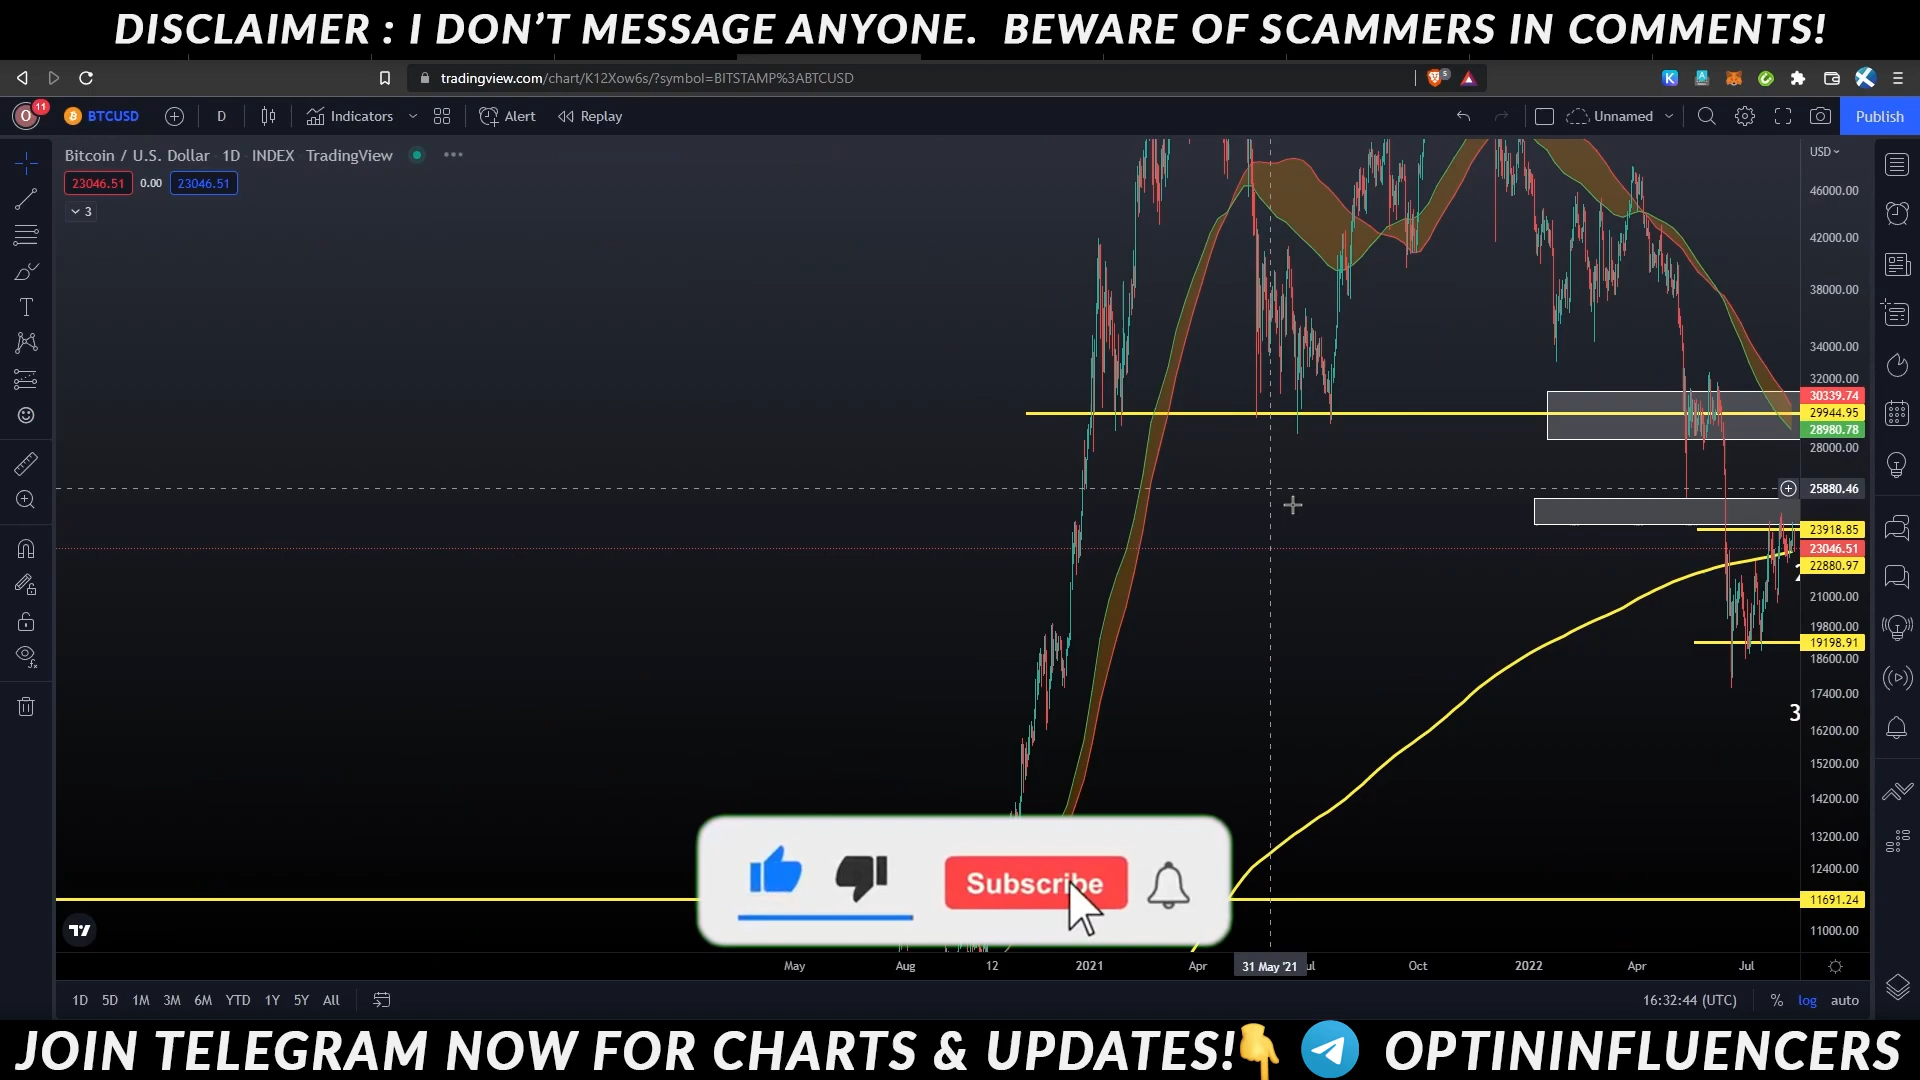 DISCLAIMER : I DON'T MESSAGE ANYONE. BEWARE OF SCAMMERS IN COMMENTS!
tradingview.com/chart/K12Xow6s/?symbol=BITSTAMP%3ABTCUSD
5
11
BTCUSD D Indicators Alert Replay Unnamed Publish
Bitcoin / U.S. Dollar 1D INDEX TradingView
23046.51 0.00 23046.51
3
USD
46000.00
42000.00
38000.00
34000.00
32000.00
30339.74
29944.95
28980.78
28000.00
25880.46
23918.85
23046.51
22880.97
21000.00
19800.00
19198.91
18600.00
17400.00
3
16200.00
15200.00
14200.00
13200.00
12400.00
Subscribe
11691.24
11000.00
May Aug 12 2021 Apr 31 May '21 ul Oct 2022 Apr Jul
1D 5D 1M 3M 6M YTD 1Y 5Y All 16:32:44 (UTC) % log auto
JOIN TELEGRAM NOW FOR CHARTS & UPDATES!👇 OPTININFLUENCERS